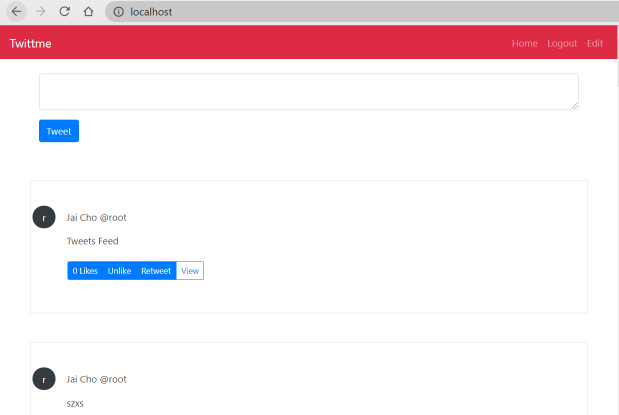 localhost
Twittme Home Logout Edit
Tweet
r Jai Cho @root
Tweets Feed
0 Likes Unlike Retweet View
r Jai Cho @root
szxs